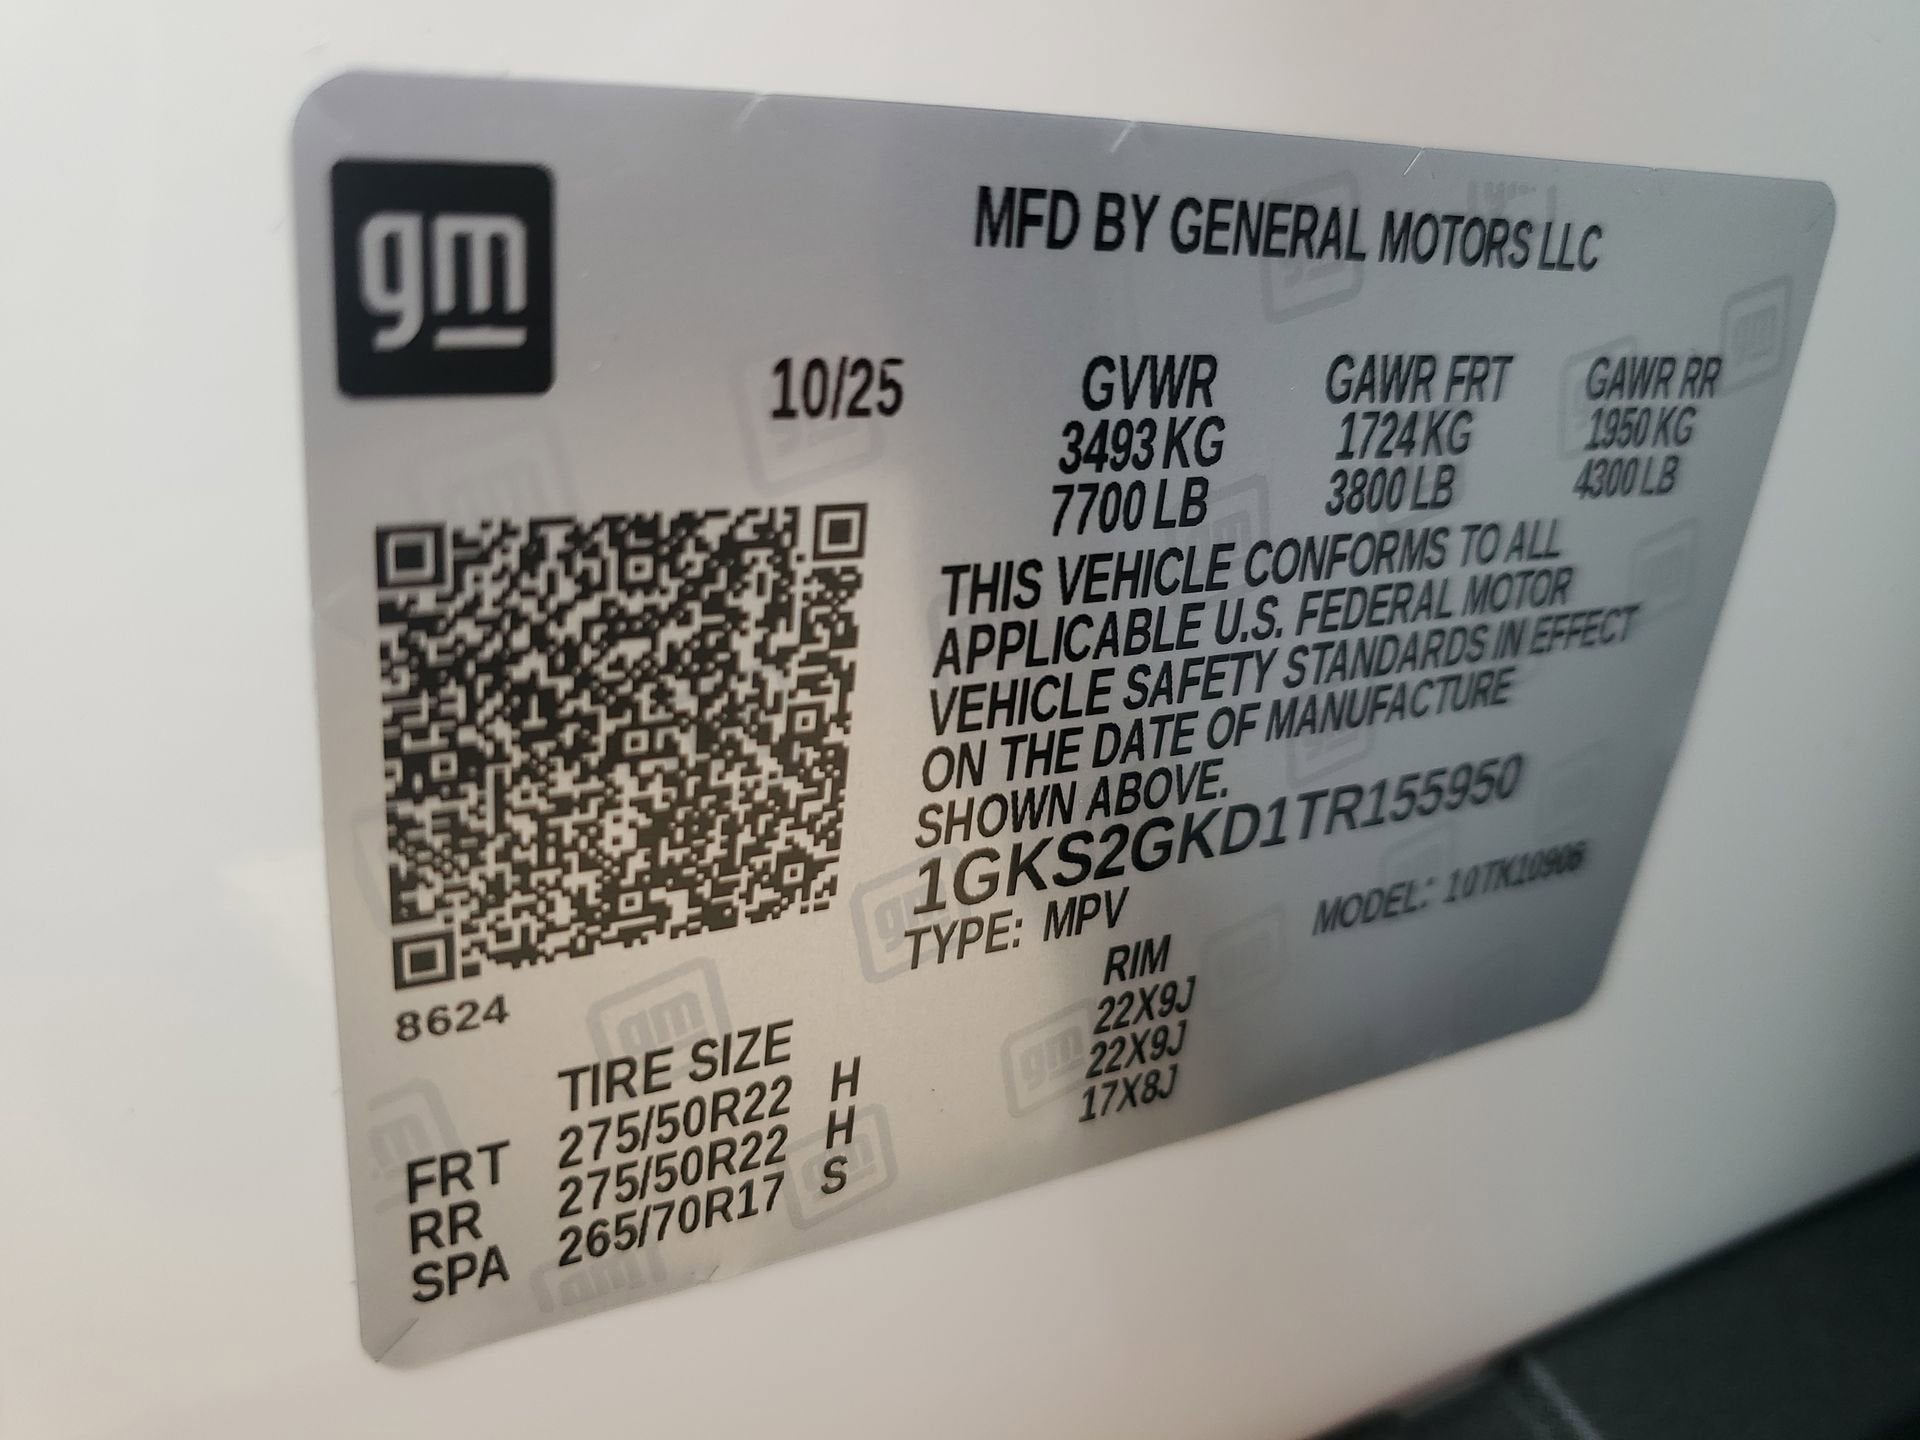 gm
MFD BY GENERAL MOTORS LLC
10/25 GVWR GAWR FRT GAWR RR
3493 KG 1724 KG 1950 KG
7700 LB 3800 LB 4300 LB
THIS VEHICLE CONFORMS TO ALL
APPLICABLE U.S. FEDERAL MOTOR
VEHICLE SAFETY STANDARDS IN EFFECT
ON THE DATE OF MANUFACTURE
SHOWN ABOVE.
1GKS2GKD1TR155950
TYPE: MPV MODEL: 10TK10906
8624
TIRE SIZE RIM
FRT 275/50R22 H 22X9J
RR 275/50R22 H 22X9J
SPA 265/70R17 S 17X8J